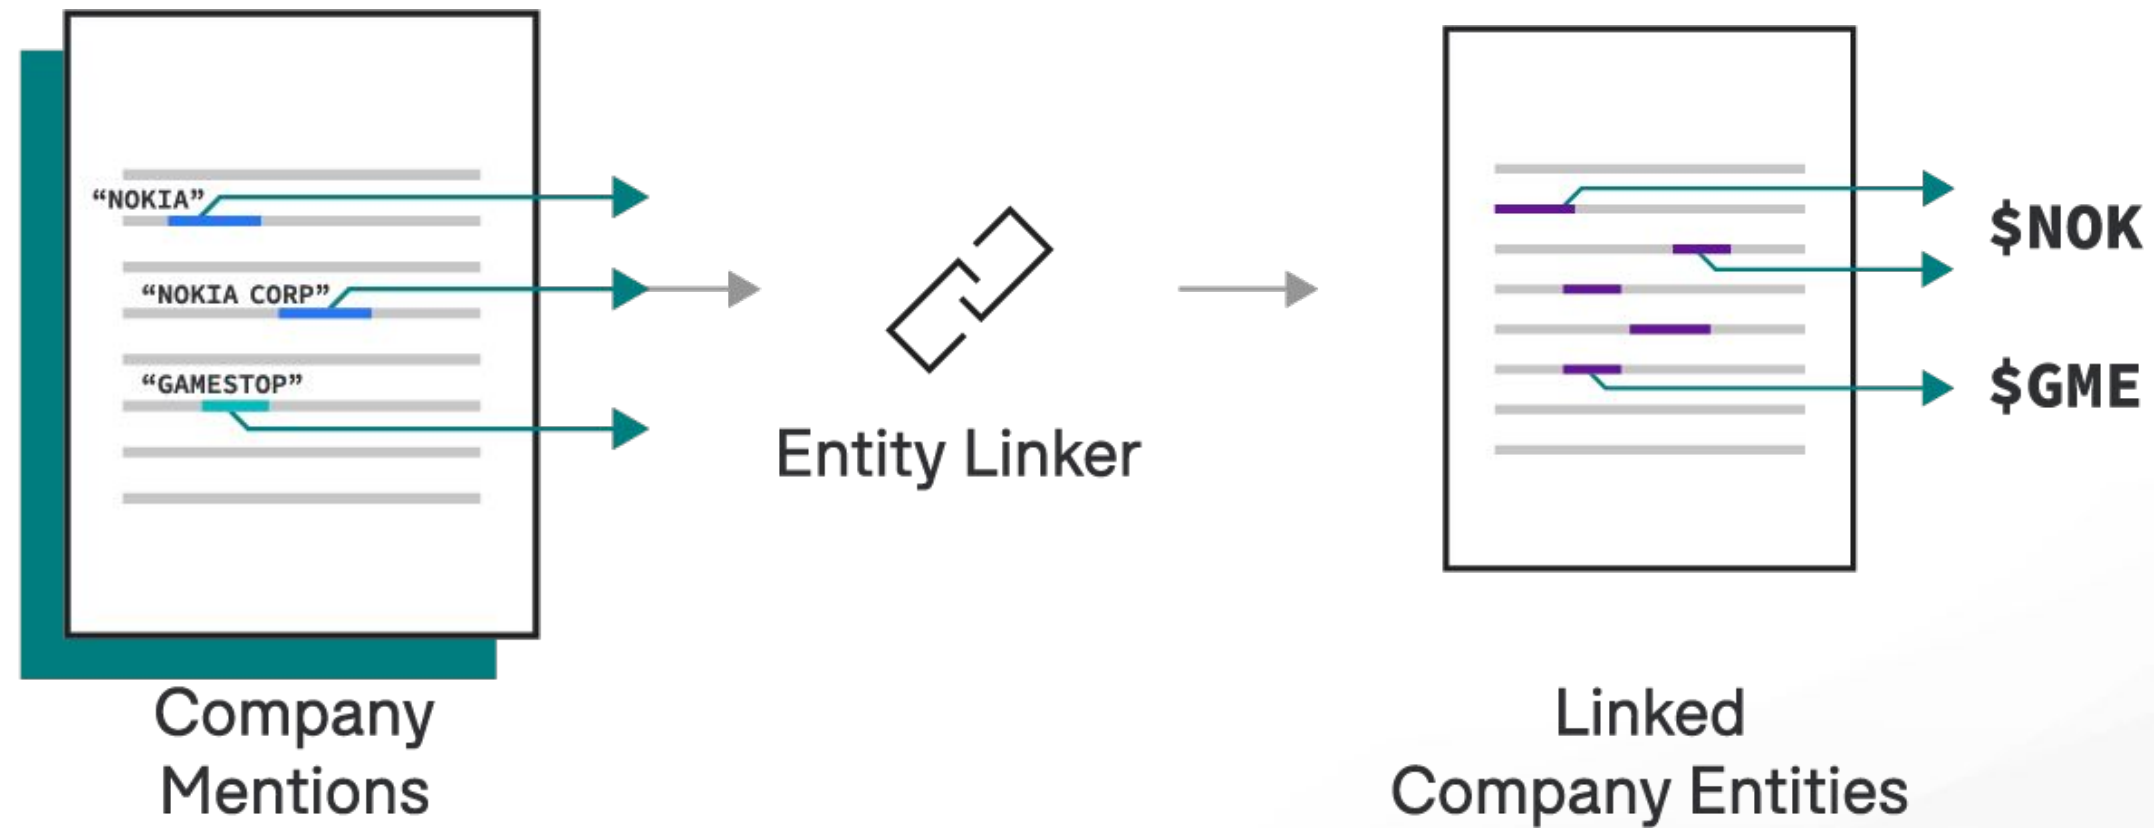 “NOKIA”
“NOKIA CORP”
“GAMESTOP”
Company
Mentions
Entity Linker
$NOK
$GME
Linked
Company Entities